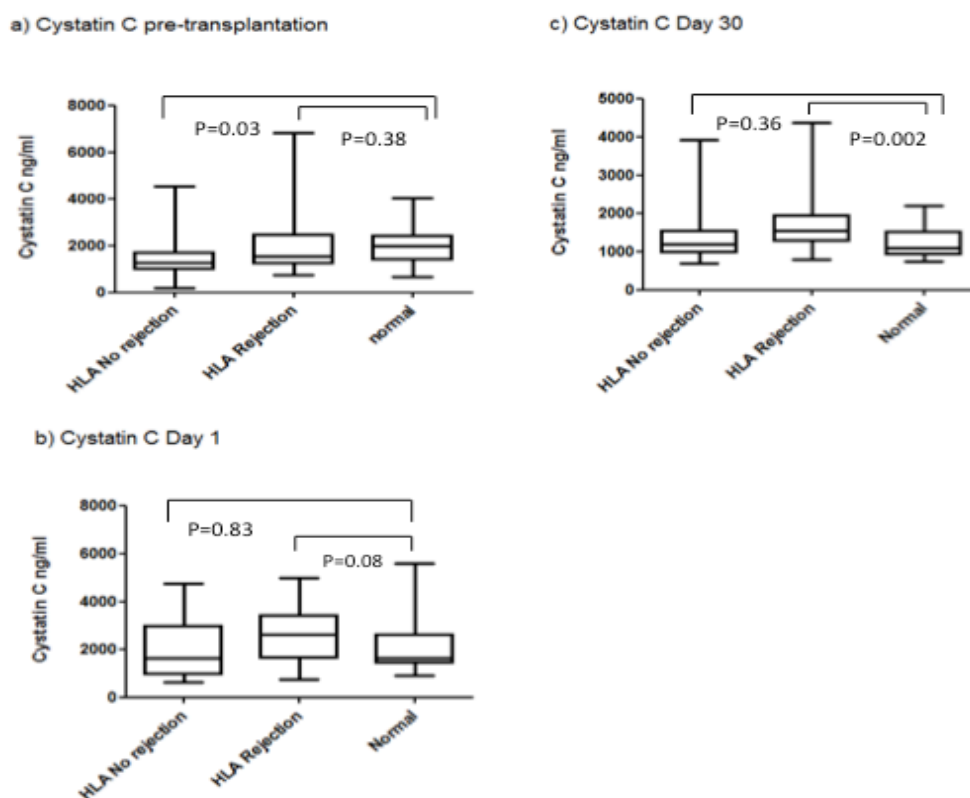 a) Cystatin C pre-transplantation
8000
6000
4000
2000
0
Cystatin C ng/ml
P=0.03
P=0.38
HLA No rejection
HLA Rejection
normal
c) Cystatin C Day 30
5000
4000
3000
2000
1000
0
Cystatin C ng/ml
P=0.36
P=0.002
HLA No rejection
HLA Rejection
Normal
b) Cystatin C Day 1
8000
6000
4000
2000
0
Cystatin C ng/ml
P=0.83
P=0.08
HLA No rejection
HLA Rejection
Normal